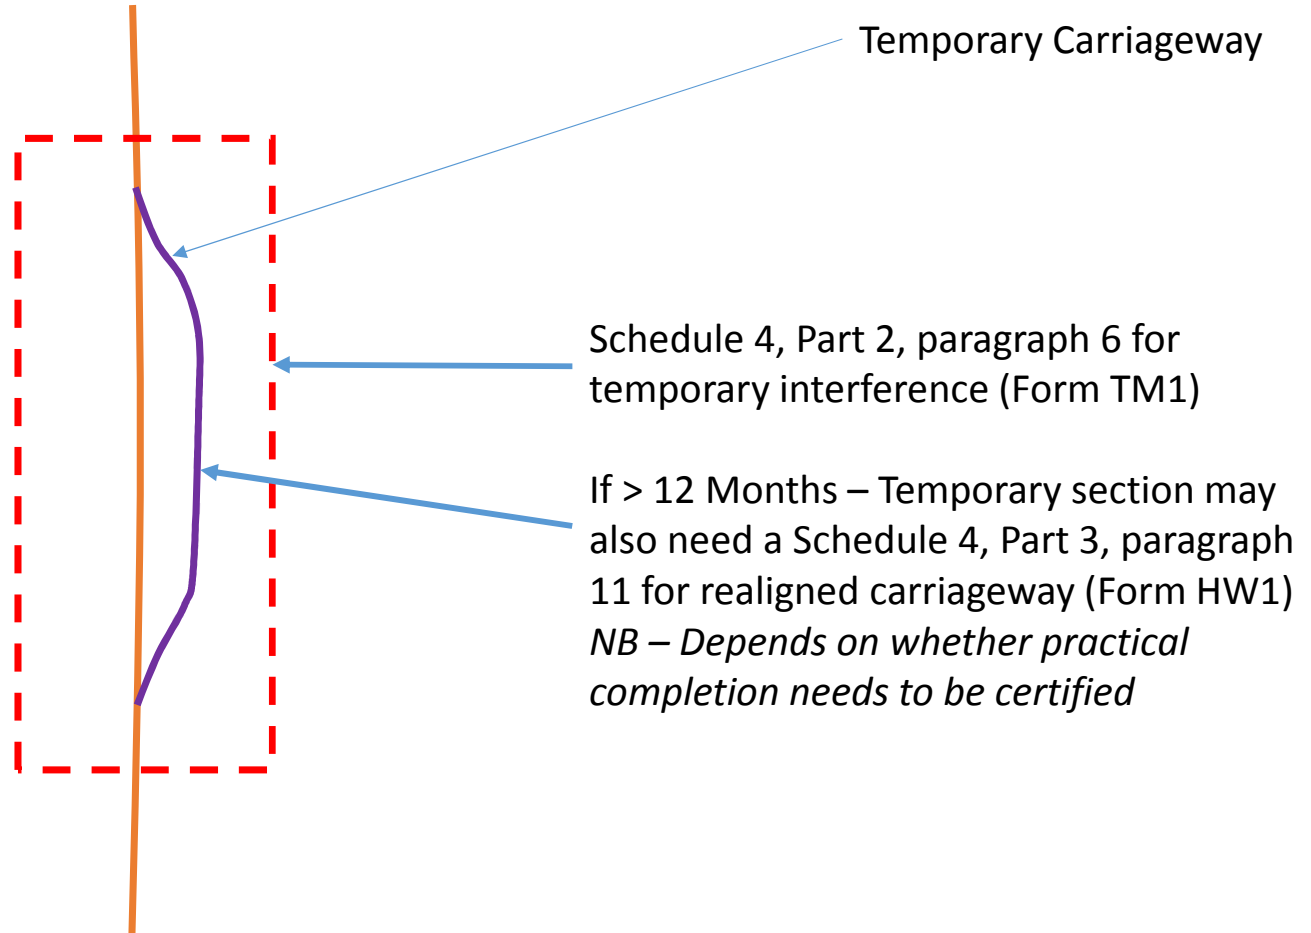 Temporary Carriageway
Schedule 4, Part 2, paragraph 6 for
temporary interference (Form TM1)
If > 12 Months – Temporary section may
also need a Schedule 4, Part 3, paragraph
11 for realigned carriageway (Form HW1)
NB – Depends on whether practical
completion needs to be certified